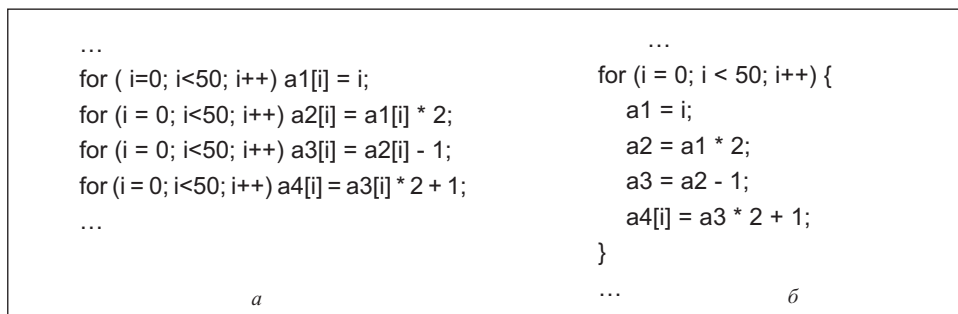 …
for ( i=0; i<50; i++) a1[i] = i;
for (i = 0; i<50; i++) a2[i] = a1[i] * 2;
for (i = 0; i<50; i++) a3[i] = a2[i] - 1;
for (i = 0; i<50; i++) a4[i] = a3[i] * 2 + 1;
…
а
…
for (i = 0; i < 50; i++) {
a1 = i;
a2 = a1 * 2;
a3 = a2 - 1;
a4[i] = a3 * 2 + 1;
}
…
б